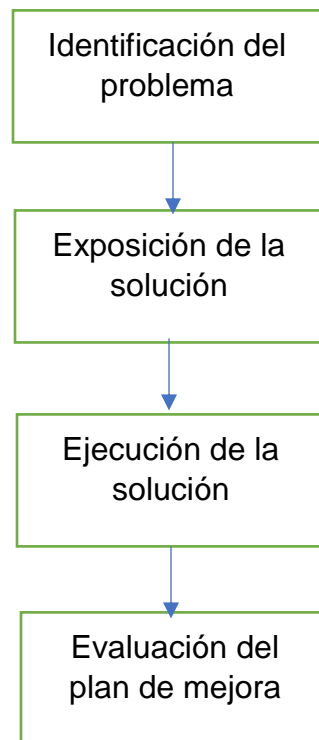 Identificación del
problema
Exposición de la
solución
Ejecución de la
solución
Evaluación del
plan de mejora